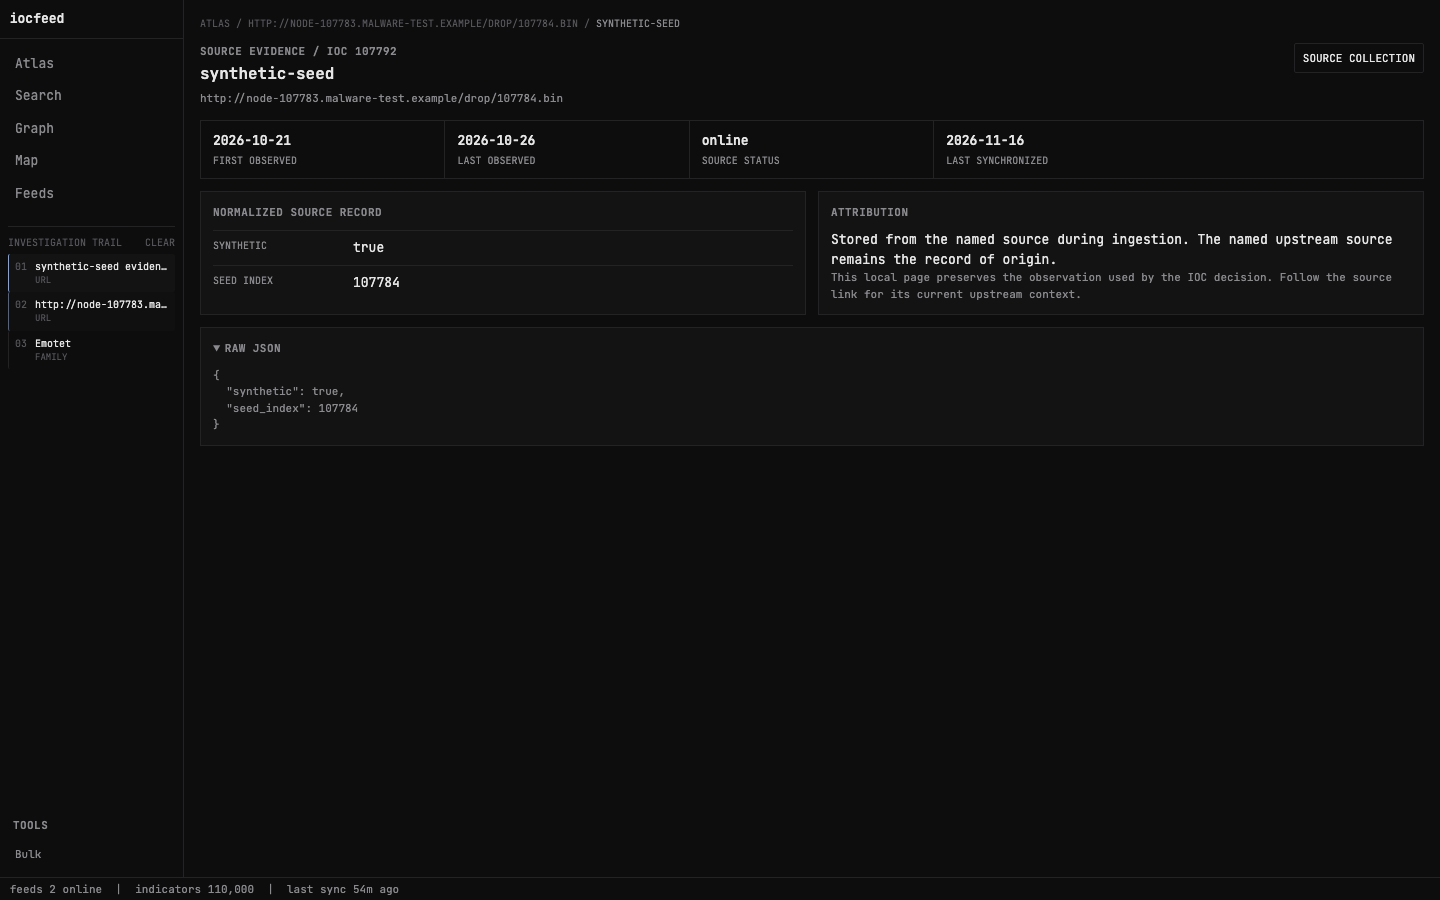 iocfeed
Atlas
Search
Graph
Map
Feeds
INVESTIGATION TRAIL CLEAR
01 synthetic-seed eviden…
URL
02 http://node-107783.ma…
URL
03 Emotet
FAMILY
TOOLS
Bulk
ATLAS / HTTP://NODE-107783.MALWARE-TEST.EXAMPLE/DROP/107784.BIN / SYNTHETIC-SEED
SOURCE EVIDENCE / IOC 107792
synthetic-seed
http://node-107783.malware-test.example/drop/107784.bin
SOURCE COLLECTION
2026-10-21
FIRST OBSERVED
2026-10-26
LAST OBSERVED
online
SOURCE STATUS
2026-11-16
LAST SYNCHRONIZED
NORMALIZED SOURCE RECORD
SYNTHETIC true
SEED INDEX 107784
ATTRIBUTION
Stored from the named source during ingestion. The named upstream source
remains the record of origin.
This local page preserves the observation used by the IOC decision. Follow the source
link for its current upstream context.
▼ RAW JSON
{
"synthetic": true,
"seed_index": 107784
}
feeds 2 online | indicators 110,000 | last sync 54m ago